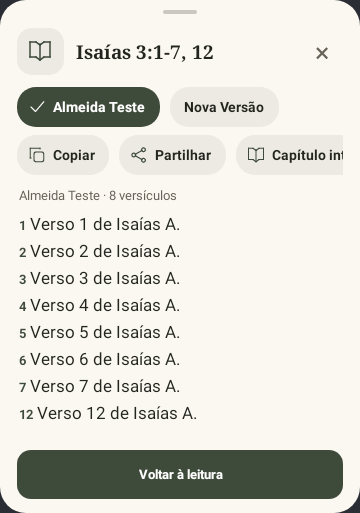 Isaías 3:1-7, 12
Almeida Teste
Nova Versão
Copiar
Partilhar
Capítulo
Almeida Teste · 8 versículos
1 Verso 1 de Isaías A.
2 Verso 2 de Isaías A.
3 Verso 3 de Isaías A.
4 Verso 4 de Isaías A.
5 Verso 5 de Isaías A.
6 Verso 6 de Isaías A.
7 Verso 7 de Isaías A.
12 Verso 12 de Isaías A.
Voltar à leitura